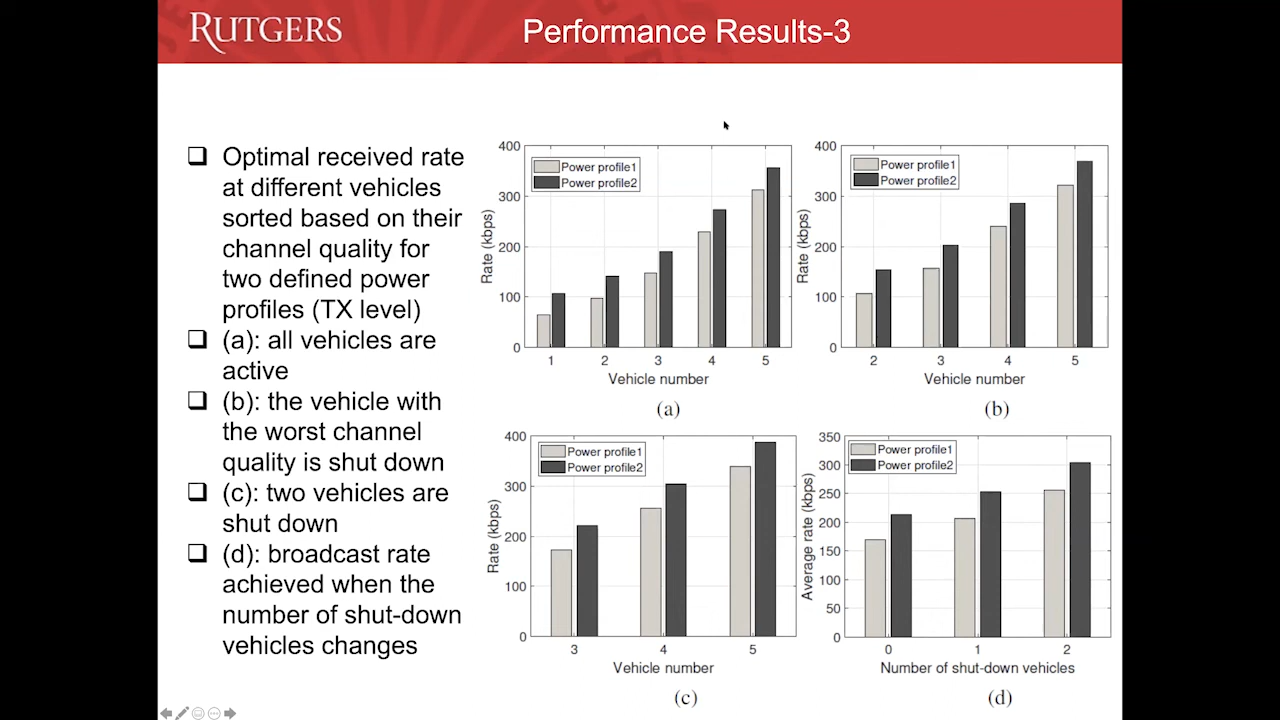 RUTGERS
Performance Results-3
❑ Optimal received rate
at different vehicles
sorted based on their
channel quality for
two defined power
profiles (TX level)
❑ (a): all vehicles are
active
❑ (b): the vehicle with
the worst channel
quality is shut down
❑ (c): two vehicles are
shut down
❑ (d): broadcast rate
achieved when the
number of shut-down
vehicles changes
Power profile1
Power profile2
Rate (kbps)
400
300
200
100
0
1 2 3 4 5
Vehicle number
(a)
Power profile1
Power profile2
Rate (kbps)
400
300
200
100
0
2 3 4 5
Vehicle number
(b)
Power profile1
Power profile2
Rate (kbps)
400
300
200
100
0
3 4 5
Vehicle number
(c)
Power profile1
Power profile2
Average rate (kbps)
350
300
250
200
150
100
50
0
0 1 2
Number of shut-down vehicles
(d)